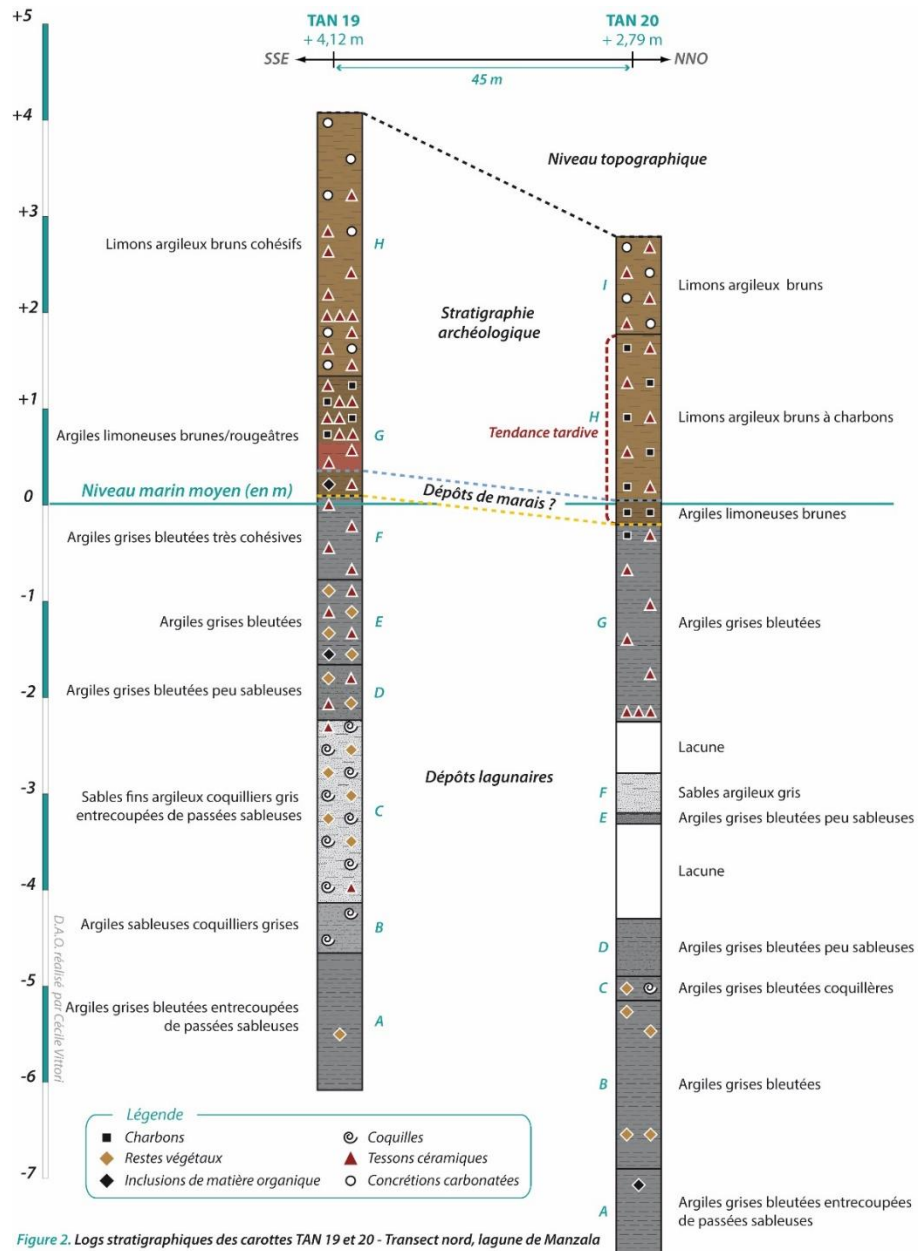 +5
+4
+3
+2
+1
0
-1
-2
-3
-4
-5
-6
-7
TAN 19
+ 4,12 m
TAN 20
+ 2,79 m
SSE
NNO
45 m
Niveau topographique
Stratigraphie
archéologique
Tendance tardive
Niveau marin moyen (en m)
Dépôts de marais ?
Dépôts lagunaires
Limons argileux bruns cohésifs
H
Argiles limoneuses brunes/rougeâtres
G
Argiles grises bleutées très cohésives
F
Argiles grises bleutées
E
Argiles grises bleutées peu sableuses
D
Sables fins argileux coquilliers gris
entrecoupées de passées sableuses
C
Argiles sableuses coquilliers grises
B
Argiles grises bleutées entrecoupées
de passées sableuses
A
I
Limons argileux bruns
H
Limons argileux bruns à charbons
Argiles limoneuses brunes
G
Argiles grises bleutées
Lacune
F
Sables argileux gris
E
Argiles grises bleutées peu sableuses
Lacune
D
Argiles grises bleutées peu sableuses
C
Argiles grises bleutées coquillères
B
Argiles grises bleutées
A
Argiles grises bleutées entrecoupées
de passées sableuses
D.A.O. réalisé par Cécile Vittori
Légende
Charbons
Restes végétaux
Inclusions de matière organique
Coquilles
Tessons céramiques
Concrétions carbonatées
Figure 2. Logs stratigraphiques des carottes TAN 19 et 20 - Transect nord, lagune de Manzala